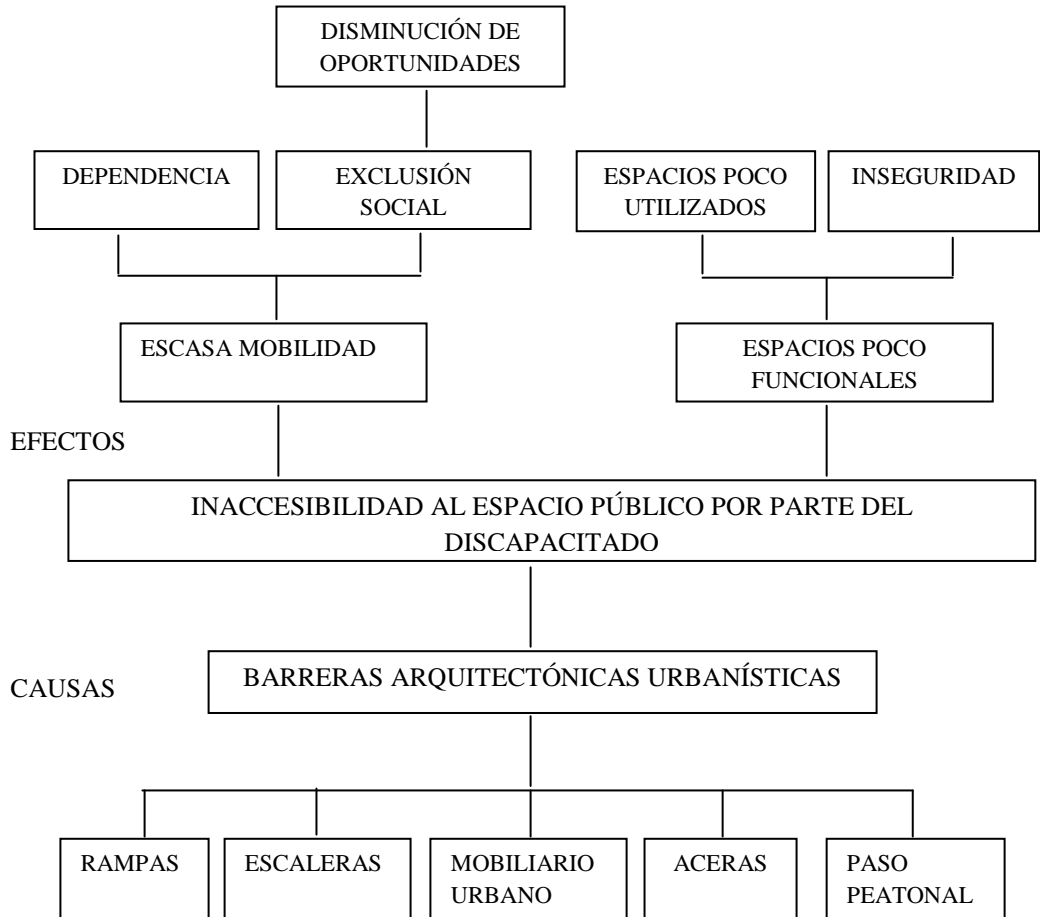 DISMINUCIÓN DE
OPORTUNIDADES
DEPENDENCIA
EXCLUSIÓN
SOCIAL
ESPACIOS POCO
UTILIZADOS
INSEGURIDAD
ESCASA MOBILIDAD
ESPACIOS POCO
FUNCIONALES
EFECTOS
INACCESIBILIDAD AL ESPACIO PÚBLICO POR PARTE DEL
DISCAPACITADO
BARRERAS ARQUITECTÓNICAS URBANÍSTICAS
CAUSAS
RAMPAS
ESCALERAS
MOBILIARIO
URBANO
ACERAS
PASO
PEATONAL